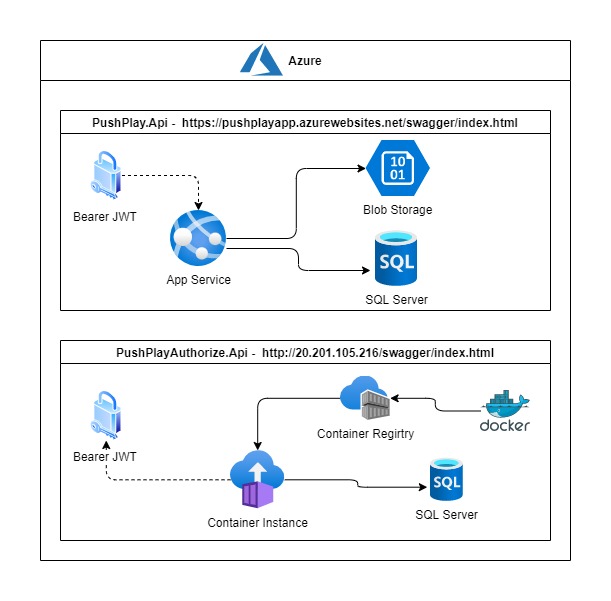 Azure
PushPlay.Api - https://pushplayapp.azurewebsites.net/swagger/index.html
Bearer JWT
10
01
Blob Storage
App Service
SQL
SQL Server
PushPlayAuthorize.Api - http://20.201.105.216/swagger/index.html
Container Regirtry
docker
Bearer JWT
SQL
Container Instance
SQL Server